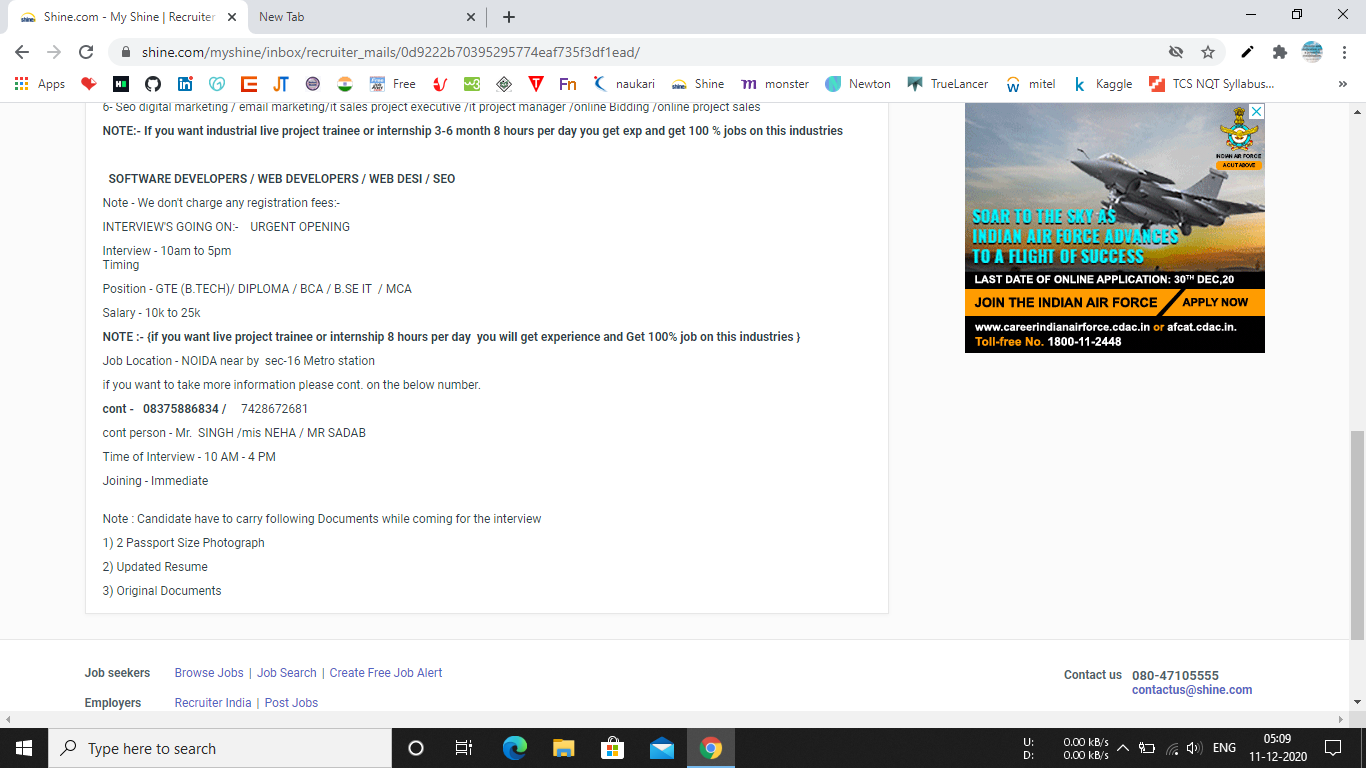 Shine.com - My Shine | Recruiter
New Tab
shine.com/myshine/inbox/recruiter_mails/0d9222b70395295774eaf735f3df1ead/
Apps
Free
naukari
Shine
monster
Newton
TrueLancer
mitel
Kaggle
TCS NQT Syllabus...
6- Seo digital marketing / email marketing/it sales project executive /it project manager /online Bidding /online project sales
NOTE:- If you want industrial live project trainee or internship 3-6 month 8 hours per day you get exp and get 100 % jobs on this industries
SOFTWARE DEVELOPERS / WEB DEVELOPERS / WEB DESI / SEO
Note - We don't charge any registration fees:-
INTERVIEW'S GOING ON:- URGENT OPENING
Interview - 10am to 5pm
Timing
Position - GTE (B.TECH)/ DIPLOMA / BCA / B.SE IT / MCA
Salary - 10k to 25k
NOTE :- {if you want live project trainee or internship 8 hours per day you will get experience and Get 100% job on this industries }
Job Location - NOIDA near by sec-16 Metro station
if you want to take more information please cont. on the below number.
cont - 08375886834 / 7428672681
cont person - Mr. SINGH /mis NEHA / MR SADAB
Time of Interview - 10 AM - 4 PM
Joining - Immediate
Note : Candidate have to carry following Documents while coming for the interview
1) 2 Passport Size Photograph
2) Updated Resume
3) Original Documents
INDIAN AIR FORCE
A CUT ABOVE
SOAR TO THE SKY AS
INDIAN AIR FORCE ADVANCES
TO A FLIGHT OF SUCCESS
LAST DATE OF ONLINE APPLICATION: 30TH DEC,20
JOIN THE INDIAN AIR FORCE APPLY NOW
www.careerindianairforce.cdac.in or afcat.cdac.in.
Toll-free No. 1800-11-2448
Job seekers Browse Jobs | Job Search | Create Free Job Alert
Employers Recruiter India | Post Jobs
Contact us 080-47105555
contactus@shine.com
Type here to search
U: 0.00 kB/s
D: 0.00 kB/s
ENG
05:09
11-12-2020